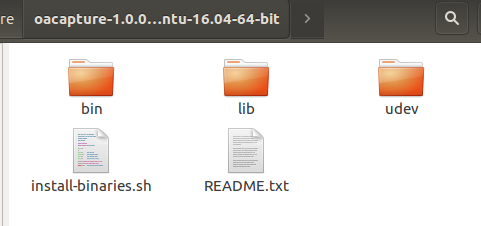 re
oacapture-1.0.0...ntu-16.04-64-bit
bin
lib
udev
install-binaries.sh
README.txt